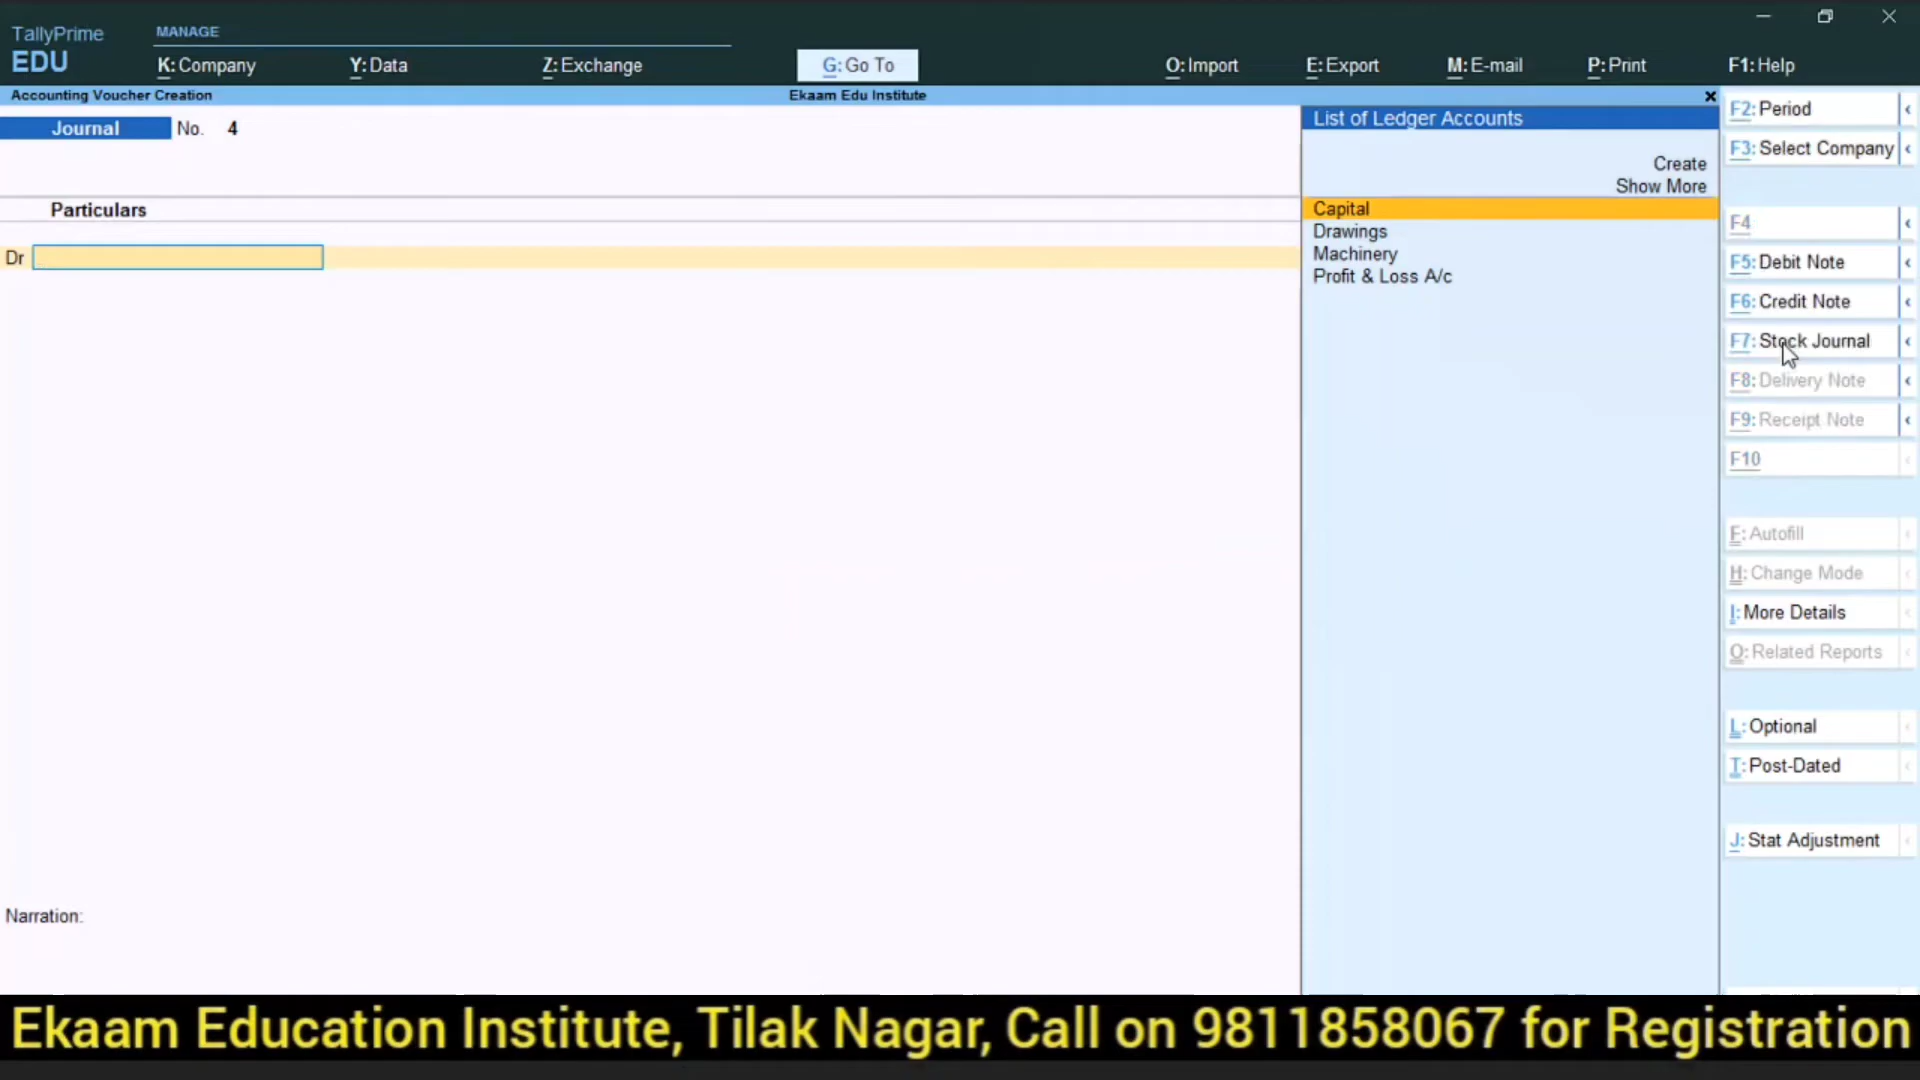 TallyPrime
EDU
MANAGE
K: Company
Y: Data
Z: Exchange
G: Go To
O: Import
E: Export
M: E-mail
P: Print
F1: Help
Accounting Voucher Creation
Ekaam Edu Institute
×
Journal No. 4
Particulars
Dr
Narration:
List of Ledger Accounts
Create
Show More
Capital
Drawings
Machinery
Profit & Loss A/c
F2: Period
F3: Select Company
F4
F5: Debit Note
F6: Credit Note
F7: Stock Journal
F8: Delivery Note
F9: Receipt Note
F10
F: Autofill
H: Change Mode
I: More Details
O: Related Reports
L: Optional
T: Post-Dated
J: Stat Adjustment
Ekaam Education Institute, Tilak Nagar, Call on 9811858067 for Registration